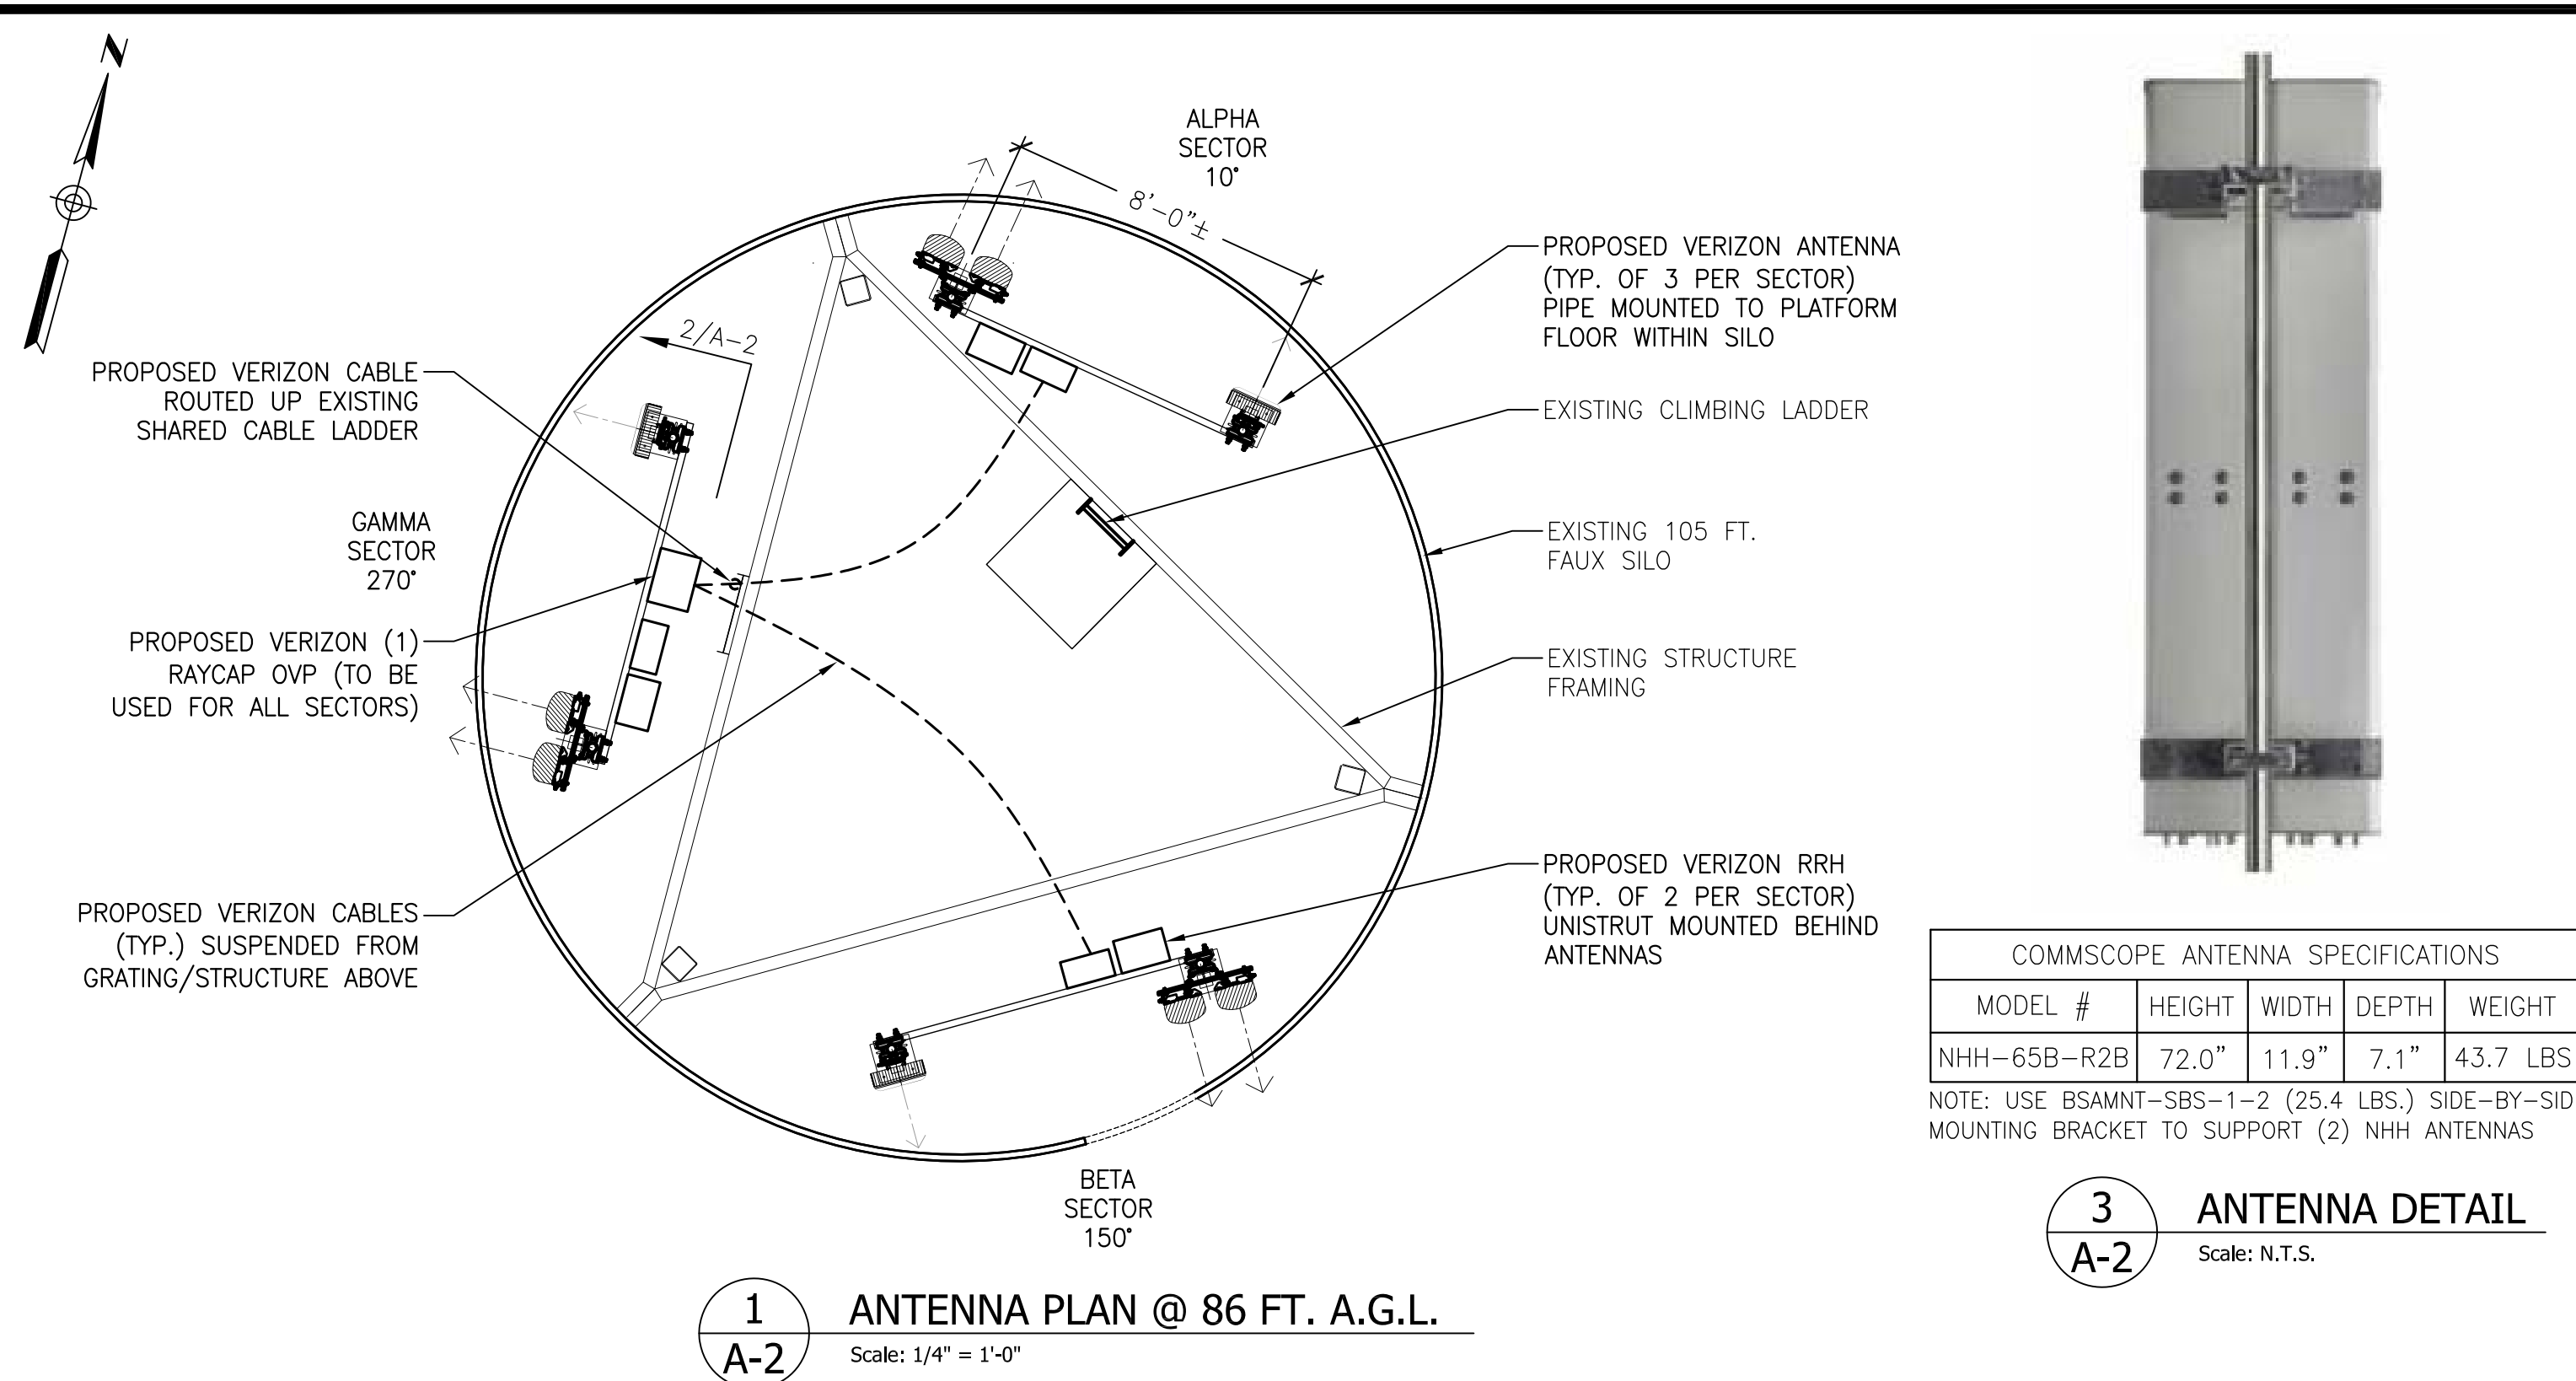 N
ALPHA
SECTOR
10°
8'-0"±
2/A-2
PROPOSED VERIZON CABLE
ROUTED UP EXISTING
SHARED CABLE LADDER
GAMMA
SECTOR
270°
PROPOSED VERIZON (1)
RAYCAP OVP (TO BE
USED FOR ALL SECTORS)
PROPOSED VERIZON CABLES
(TYP.) SUSPENDED FROM
GRATING/STRUCTURE ABOVE
PROPOSED VERIZON ANTENNA
(TYP. OF 3 PER SECTOR)
PIPE MOUNTED TO PLATFORM
FLOOR WITHIN SILO
EXISTING CLIMBING LADDER
EXISTING 105 FT.
FAUX SILO
EXISTING STRUCTURE
FRAMING
PROPOSED VERIZON RRH
(TYP. OF 2 PER SECTOR)
UNISTRUT MOUNTED BEHIND
ANTENNAS
BETA
SECTOR
150°
1
A-2
ANTENNA PLAN @ 86 FT. A.G.L.
Scale: 1/4" = 1'-0"
COMMSCOPE ANTENNA SPECIFICATIONS
MODEL # HEIGHT WIDTH DEPTH WEIGHT
NHH-65B-R2B 72.0" 11.9" 7.1" 43.7 LBS
NOTE: USE BSAMNT-SBS-1-2 (25.4 LBS.) SIDE-BY-SID
MOUNTING BRACKET TO SUPPORT (2) NHH ANTENNAS
3
A-2
ANTENNA DETAIL
Scale: N.T.S.